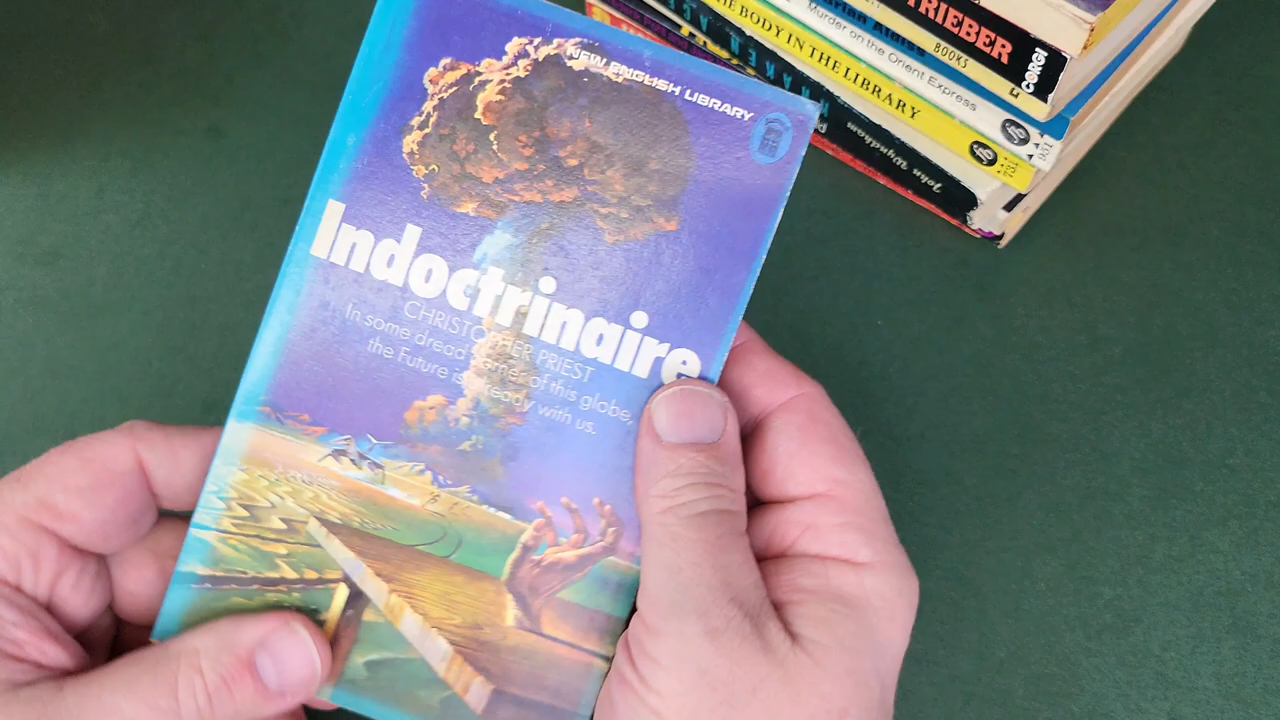 NEW ENGLISH LIBRARY
Indoctrinaire
CHRISTOPHER PRIEST
In some dread corner of this globe,
the Future is already with us.
TRIEBER
CORGI
BOOKS
Murder on the Orient Express
951
THE BODY IN THE LIBRARY
John Wyndham